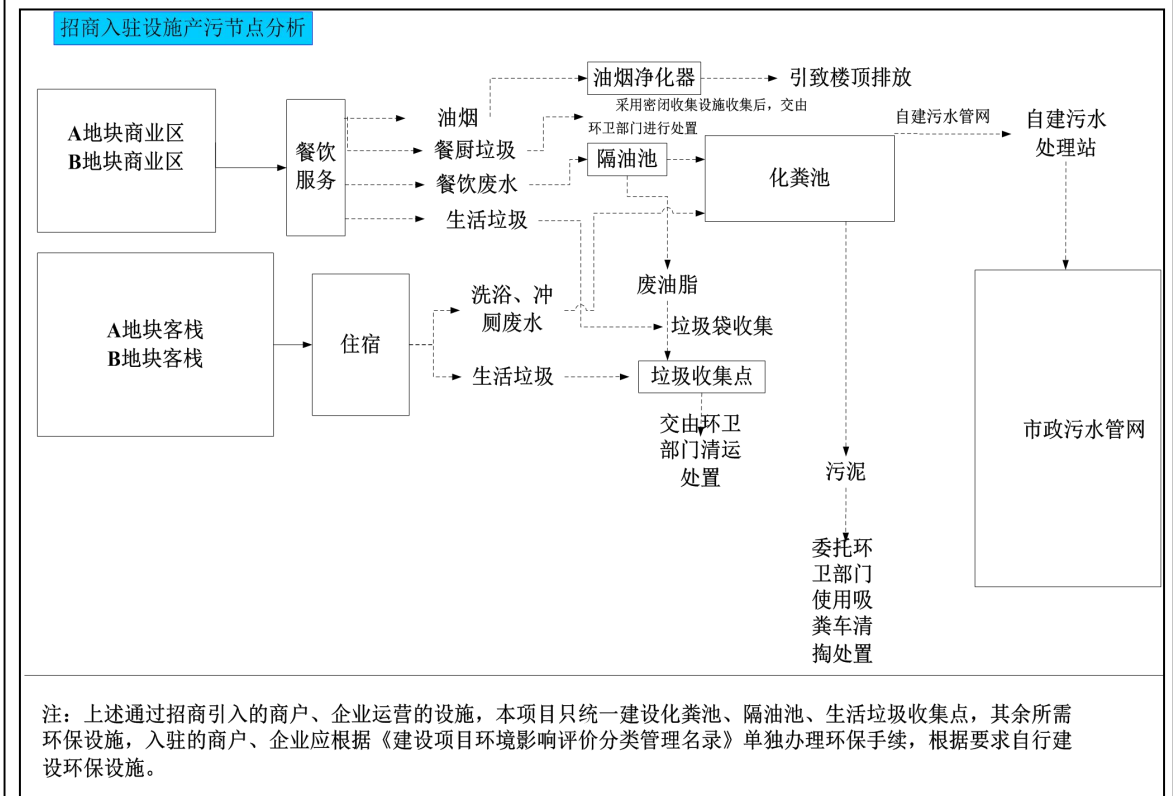 招商入驻设施产污节点分析
油烟净化器
引致楼顶排放
采用密闭收集设施收集后，交由
环卫部门进行处置
A地块商业区
B地块商业区
餐饮
服务
油烟
餐厨垃圾
餐饮废水
生活垃圾
隔油池
化粪池
自建污水管网
自建污水
处理站
A地块客栈
B地块客栈
住宿
洗浴、冲
厕废水
生活垃圾
废油脂
垃圾袋收集
垃圾收集点
交由环卫
部门清运
处置
污泥
委托环
卫部门
使用吸
粪车清
掏处置
市政污水管网
注：上述通过招商引入的商户、企业运营的设施，本项目只统一建设化粪池、隔油池、生活垃圾收集点，其余所需
环保设施，入驻的商户、企业应根据《建设项目环境影响评价分类管理名录》单独办理环保手续，根据要求自行建
设环保设施。